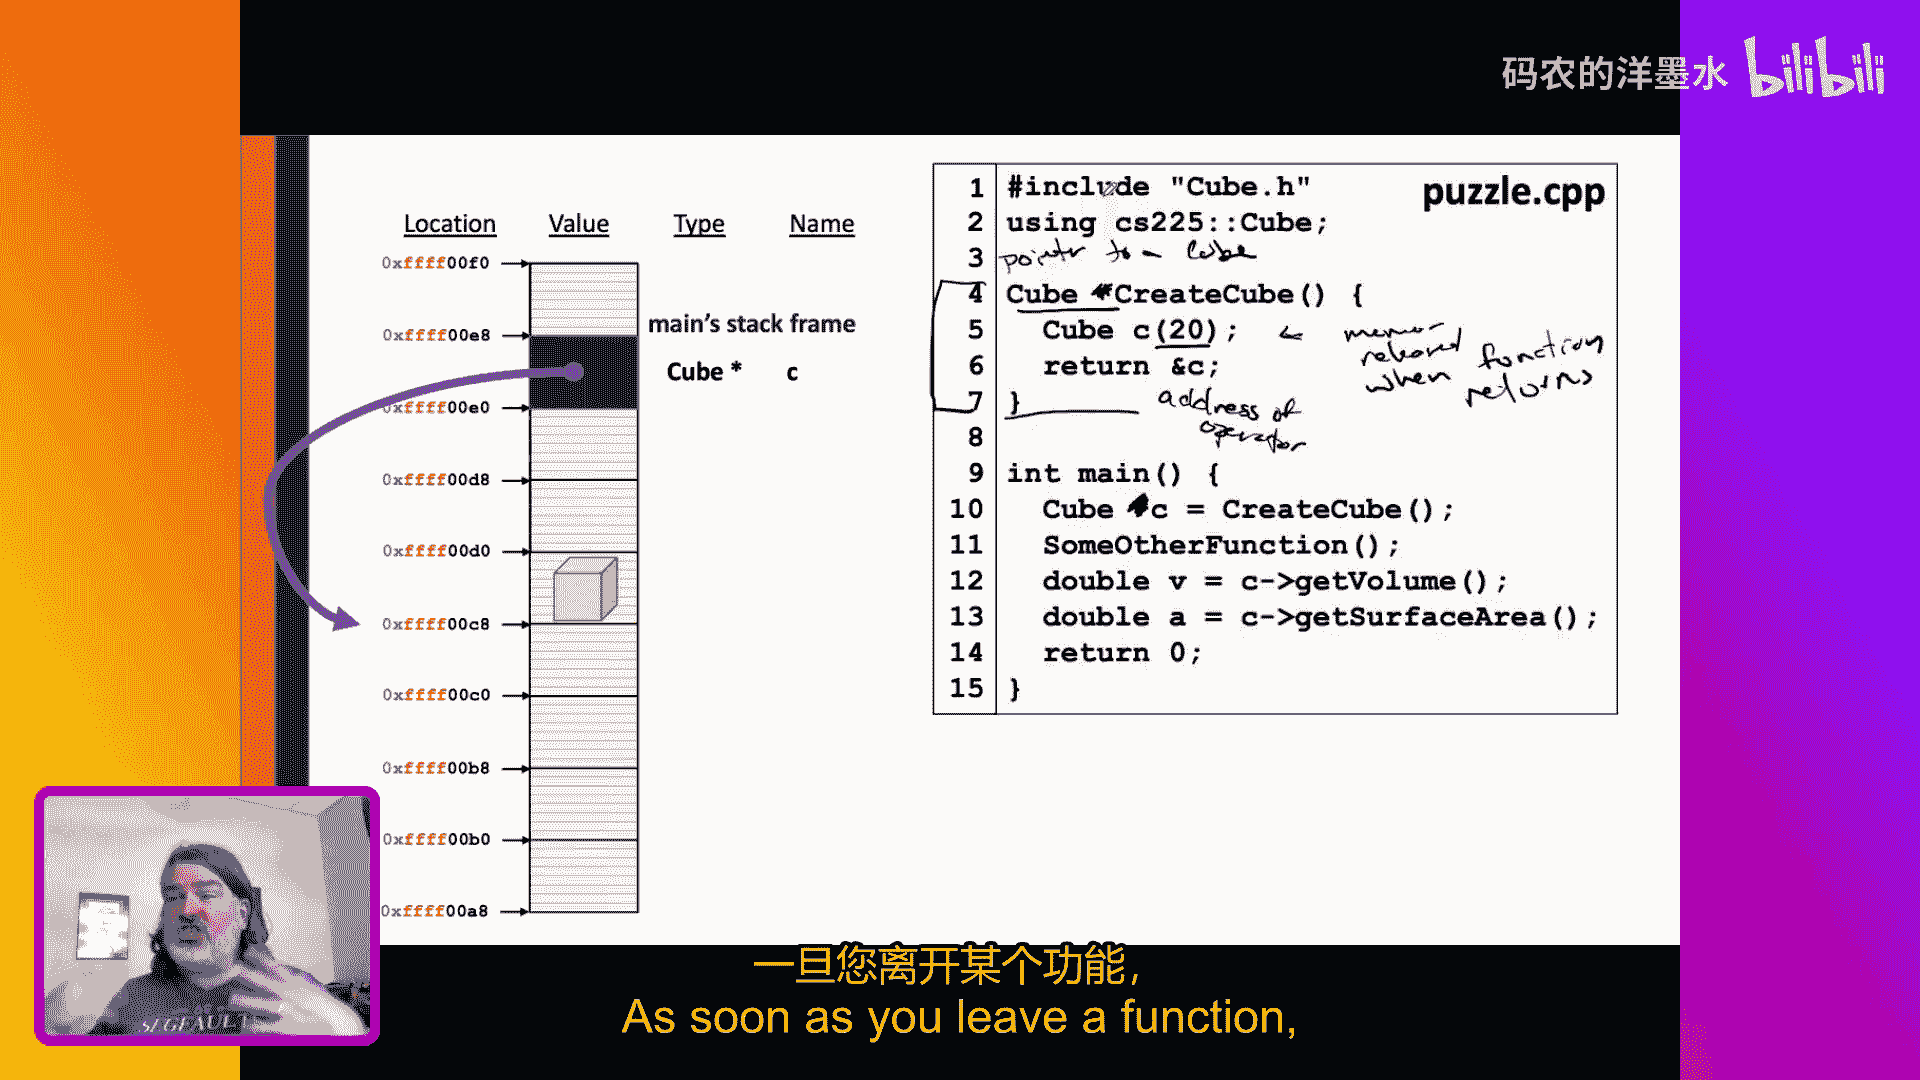 码农的洋墨水 bilibili
Location Value Type Name
0xffff00f0
main's stack frame
0xffff00e8
Cube * c
0xffff00e0
0xffff00d8
0xffff00d0
0xffff00c8
0xffff00c0
0xffff00b8
0xffff00b0
0xffff00a8
puzzle.cpp
1 #include "Cube.h"
2 using cs225::Cube;
3 pointer to a Cube
4 Cube *CreateCube() {
5 Cube c(20);
6 return &c;
7 }
8
9 int main() {
10 Cube *c = CreateCube();
11 SomeOtherFunction();
12 double v = c->getVolume();
13 double a = c->getSurfaceArea();
14 return 0;
15 }
when function
returns
address of
operator
SEGFAULT
一旦您离开某个功能，
As soon as you leave a function,